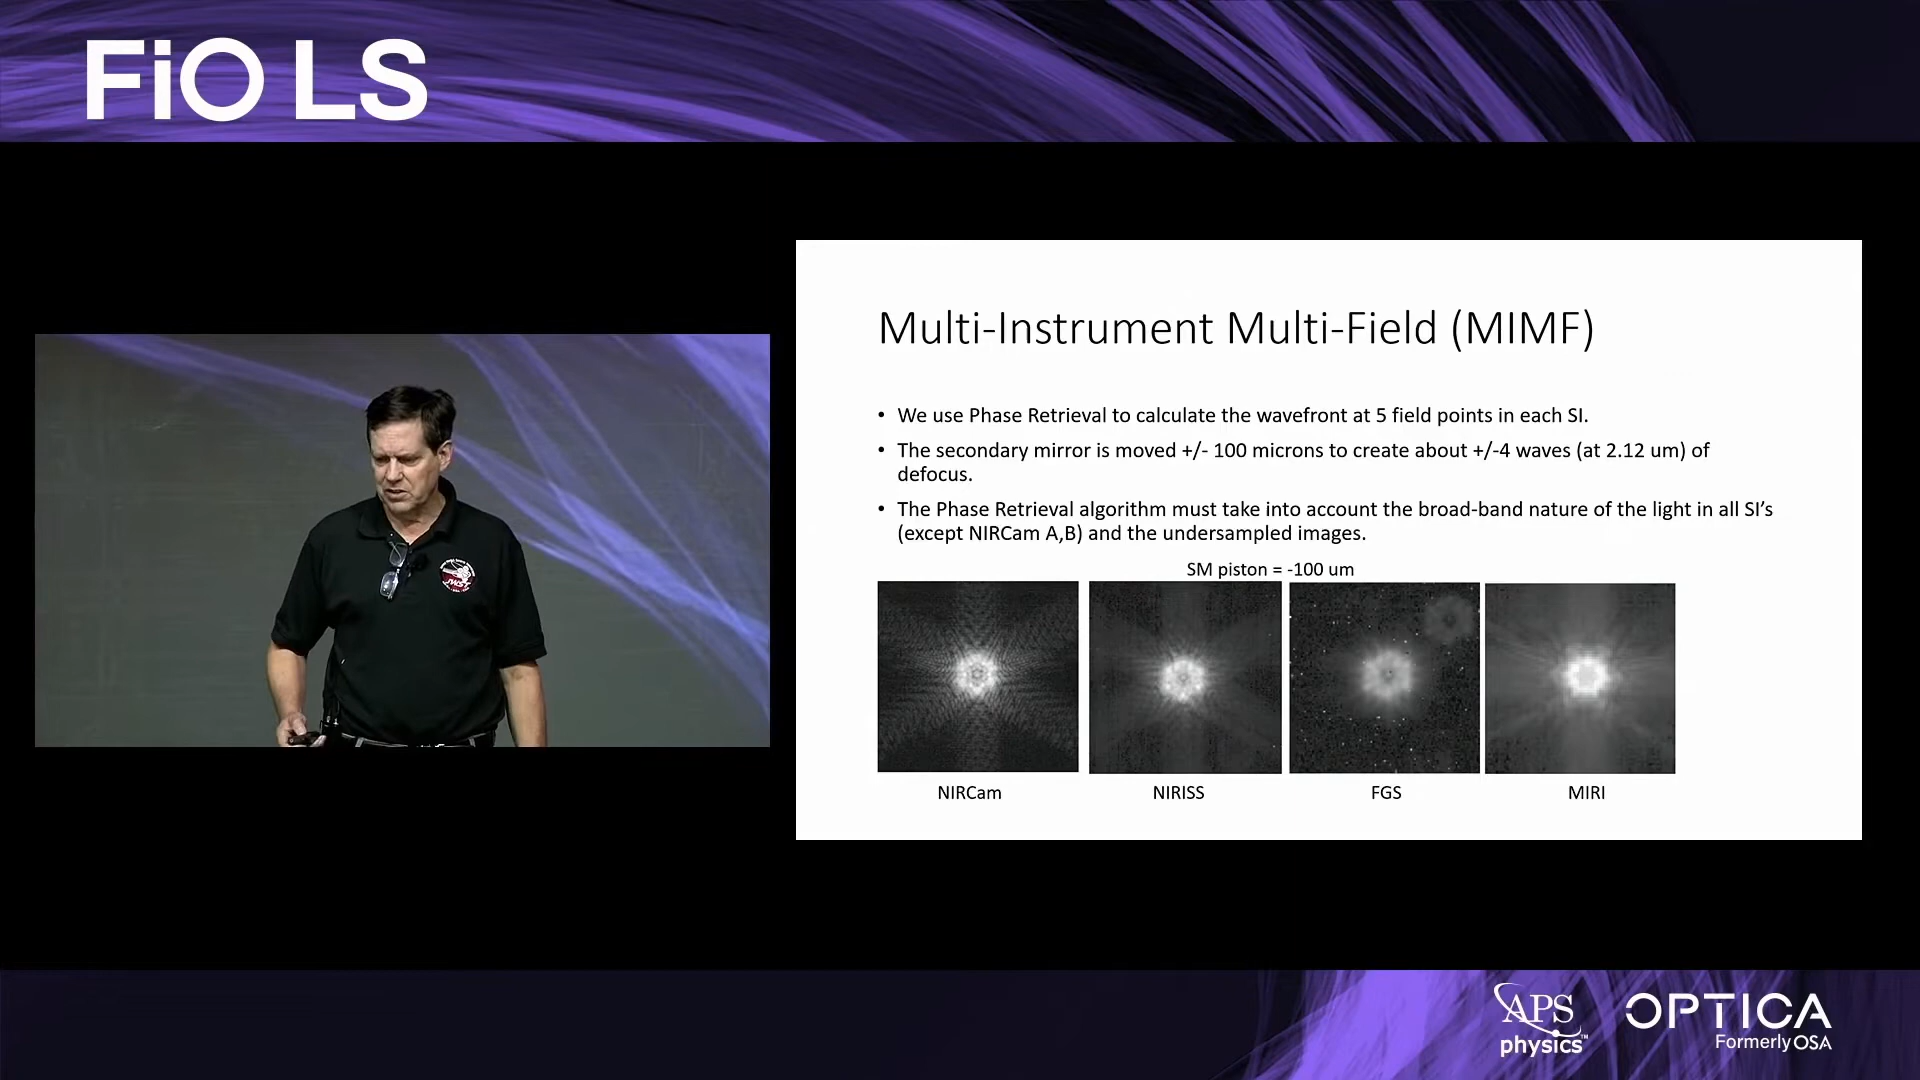 FiO LS
Multi-Instrument Multi-Field (MIMF)
• We use Phase Retrieval to calculate the wavefront at 5 field points in each SI.
• The secondary mirror is moved +/- 100 microns to create about +/-4 waves (at 2.12 um) of
defocus.
• The Phase Retrieval algorithm must take into account the broad-band nature of the light in all SI’s
(except NIRCam A,B) and the undersampled images.
SM piston = -100 um
NIRCam
NIRISS
FGS
MIRI
JWST
APS
physics™
OPTICA
Formerly OSA